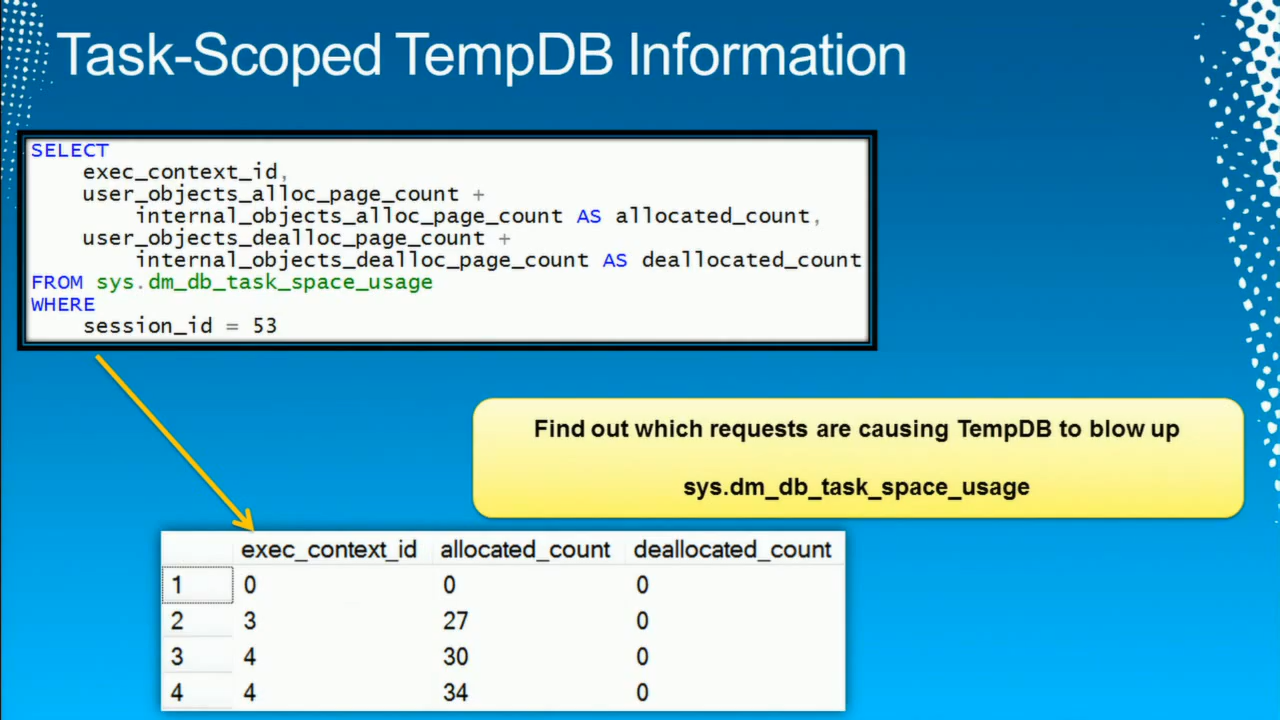 Task-Scoped TempDB Information
SELECT
exec_context_id,
user_objects_alloc_page_count +
internal_objects_alloc_page_count AS allocated_count,
user_objects_dealloc_page_count +
internal_objects_dealloc_page_count AS deallocated_count
FROM sys.dm_db_task_space_usage
WHERE
session_id = 53
Find out which requests are causing TempDB to blow up
sys.dm_db_task_space_usage
exec_context_id allocated_count deallocated_count
1 0 0 0
2 3 27 0
3 4 30 0
4 4 34 0